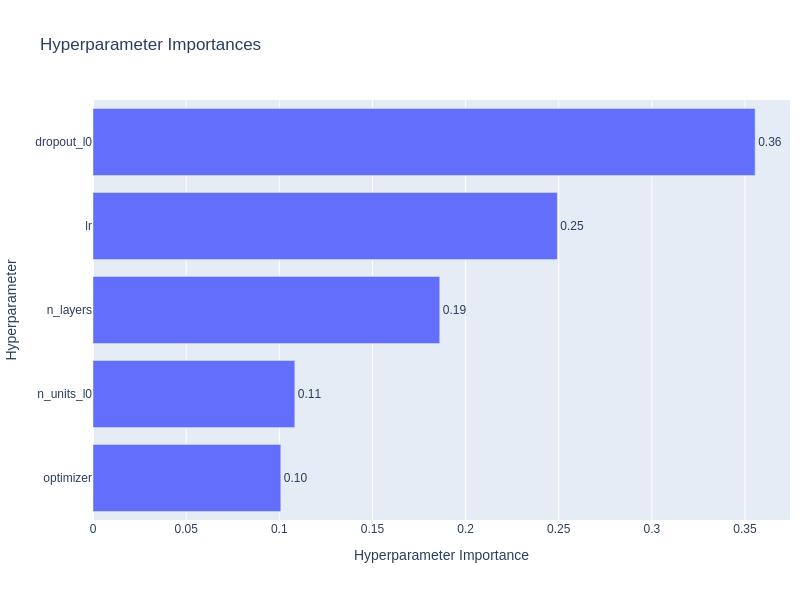 Hyperparameter Importances
Hyperparameter
dropout_l0
0.36
lr
0.25
n_layers
0.19
n_units_l0
0.11
optimizer
0.10
0
0.05
0.1
0.15
0.2
0.25
0.3
0.35
Hyperparameter Importance